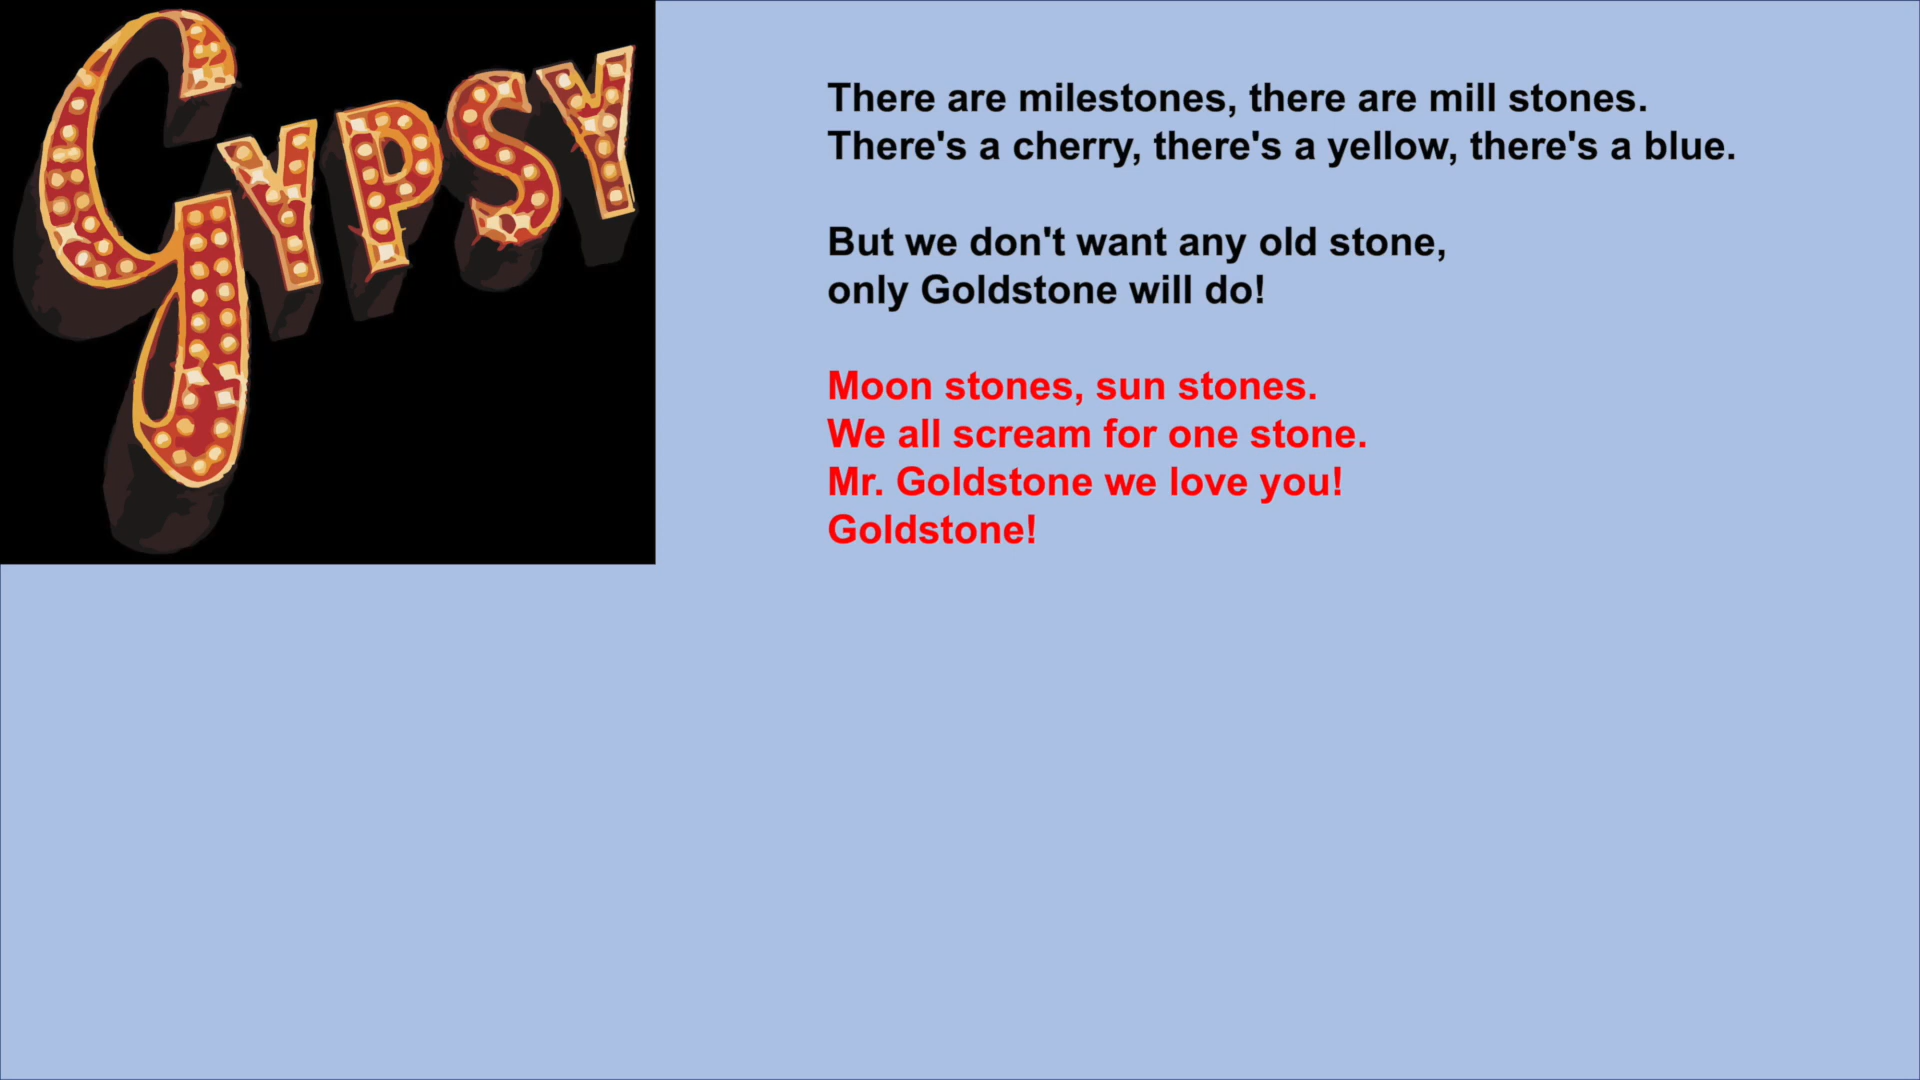 GYPSY
There are milestones, there are mill stones.
There's a cherry, there's a yellow, there's a blue.
But we don't want any old stone,
only Goldstone will do!
Moon stones, sun stones.
We all scream for one stone.
Mr. Goldstone we love you!
Goldstone!